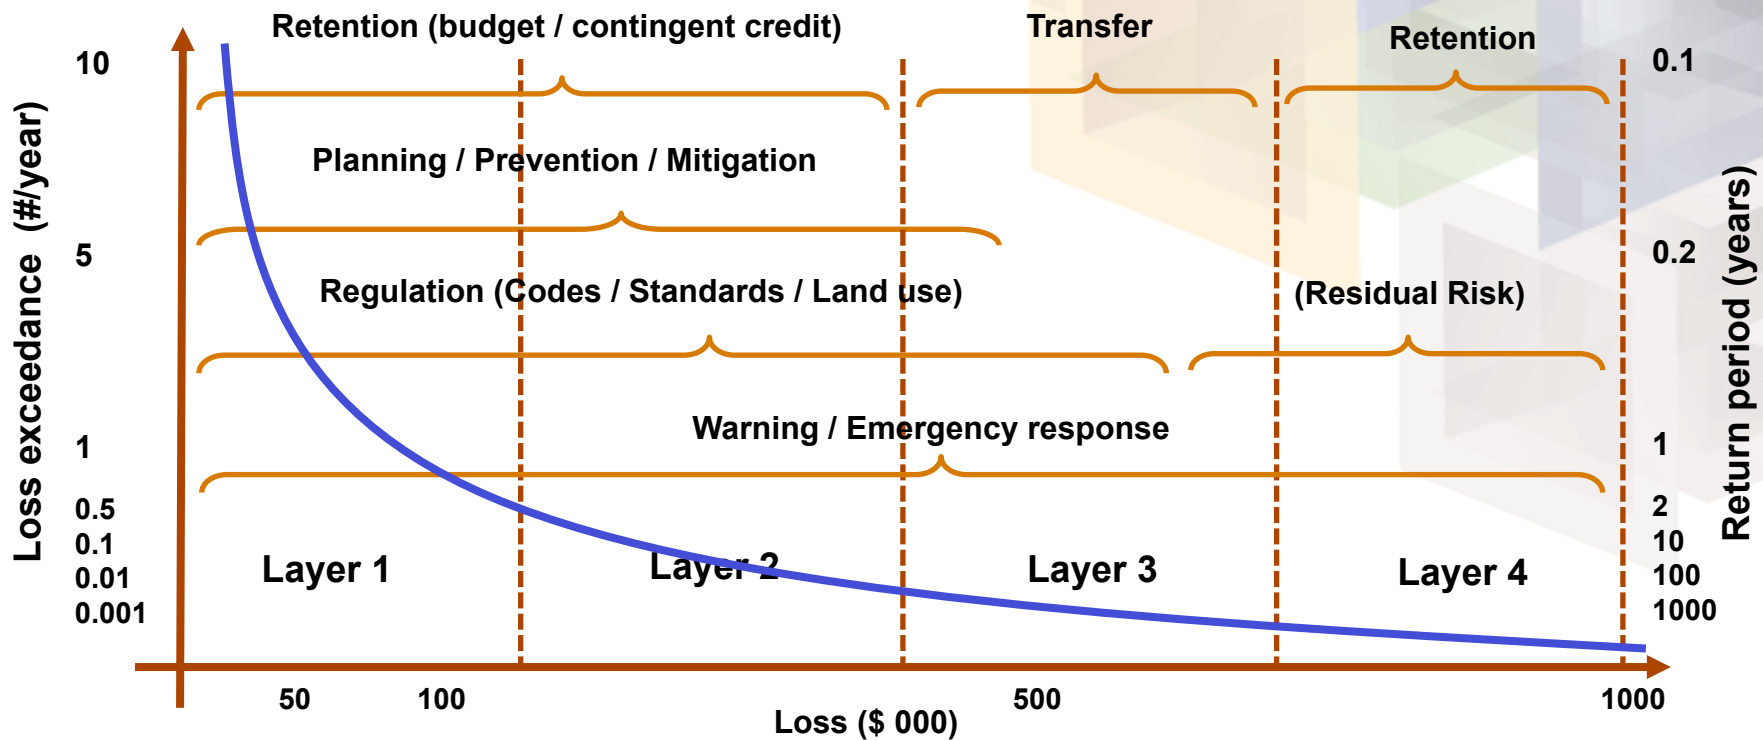 Retention (budget / contingent credit)
Transfer
Retention
10
0.1
Planning / Prevention / Mitigation
5
0.2
Regulation (Codes / Standards / Land use)
(Residual Risk)
Warning / Emergency response
1
1
0.5
2
0.1
10
0.01
100
0.001
1000
Layer 1
Layer 2
Layer 3
Layer 4
50
100
500
1000
Loss ($ 000)
Loss exceedance (#/year)
Return period (years)